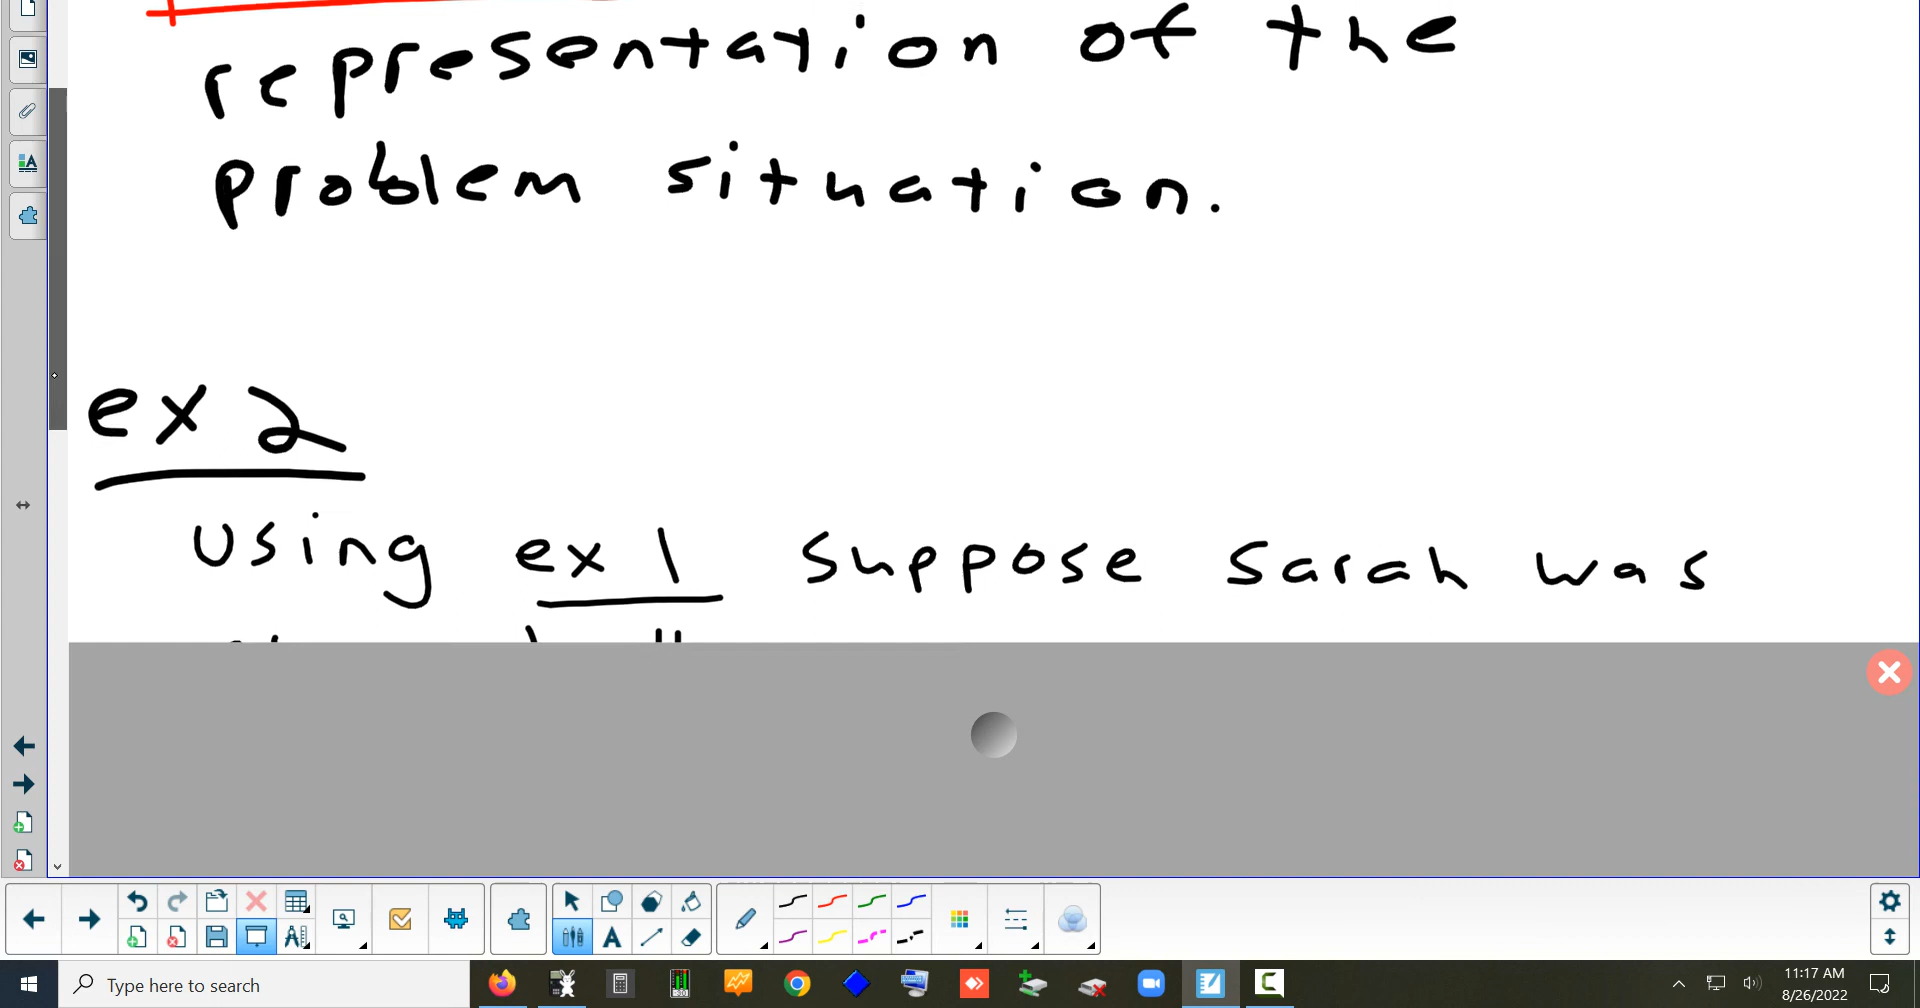 representation of the
problem situation.
ex 2
Using ex 1 suppose Sarah was
Type here to search
11:17 AM
8/26/2022